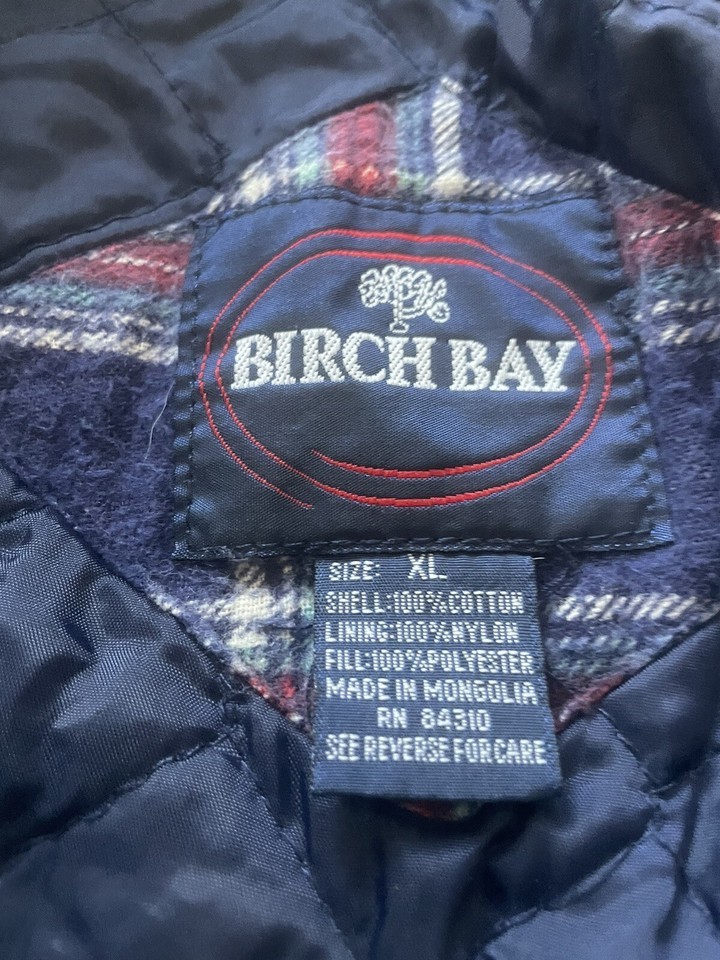 BIRCH BAY
SIZE: XL
SHELL:100%COTTON
LINING:100%NYLON
FILL:100%POLYESTER
MADE IN MONGOLIA
RN 84310
SEE REVERSE FOR CARE